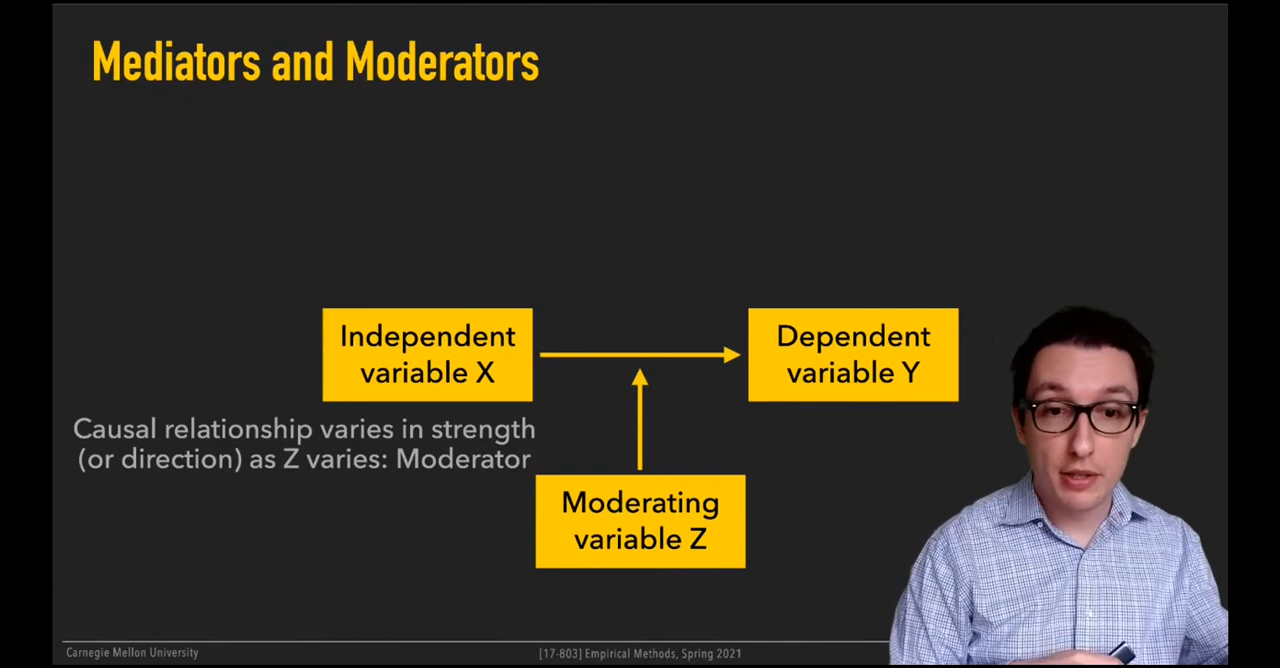 Mediators and Moderators
Independent
variable X
Dependent
variable Y
Causal relationship varies in strength
(or direction) as Z varies: Moderator
Moderating
variable Z
Carnegie Mellon University
[17-803] Empirical Methods, Spring 2021